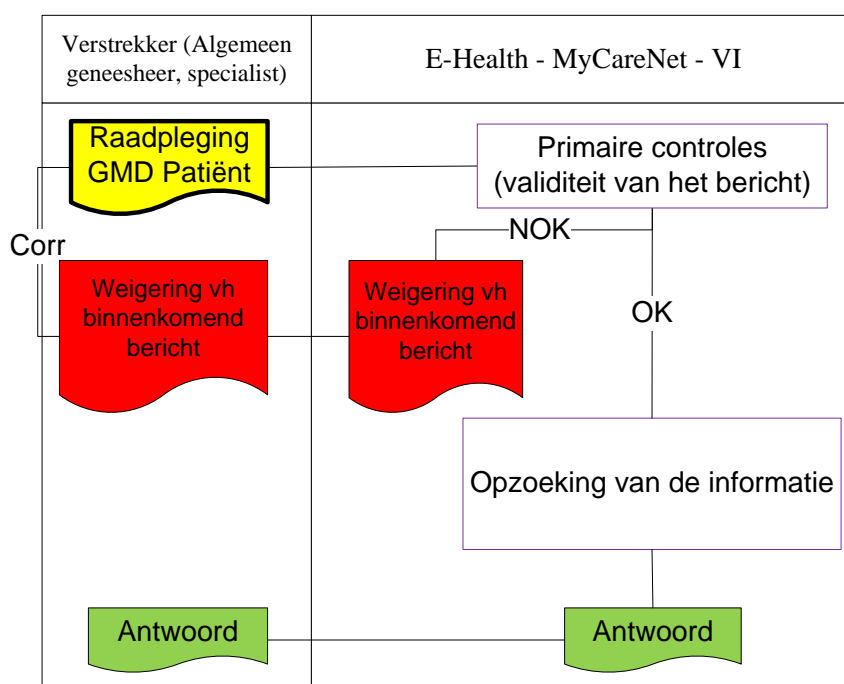 Verstrekker (Algemeen
geneesheer, specialist)
E-Health - MyCareNet - VI
Raadpleging
GMD Patiënt
Primaire controles
(validiteit van het bericht)
NOK
Corr
Weigering vh
binnenkomend
bericht
Weigering vh
binnenkomend
bericht
OK
Opzoeking van de informatie
Antwoord
Antwoord